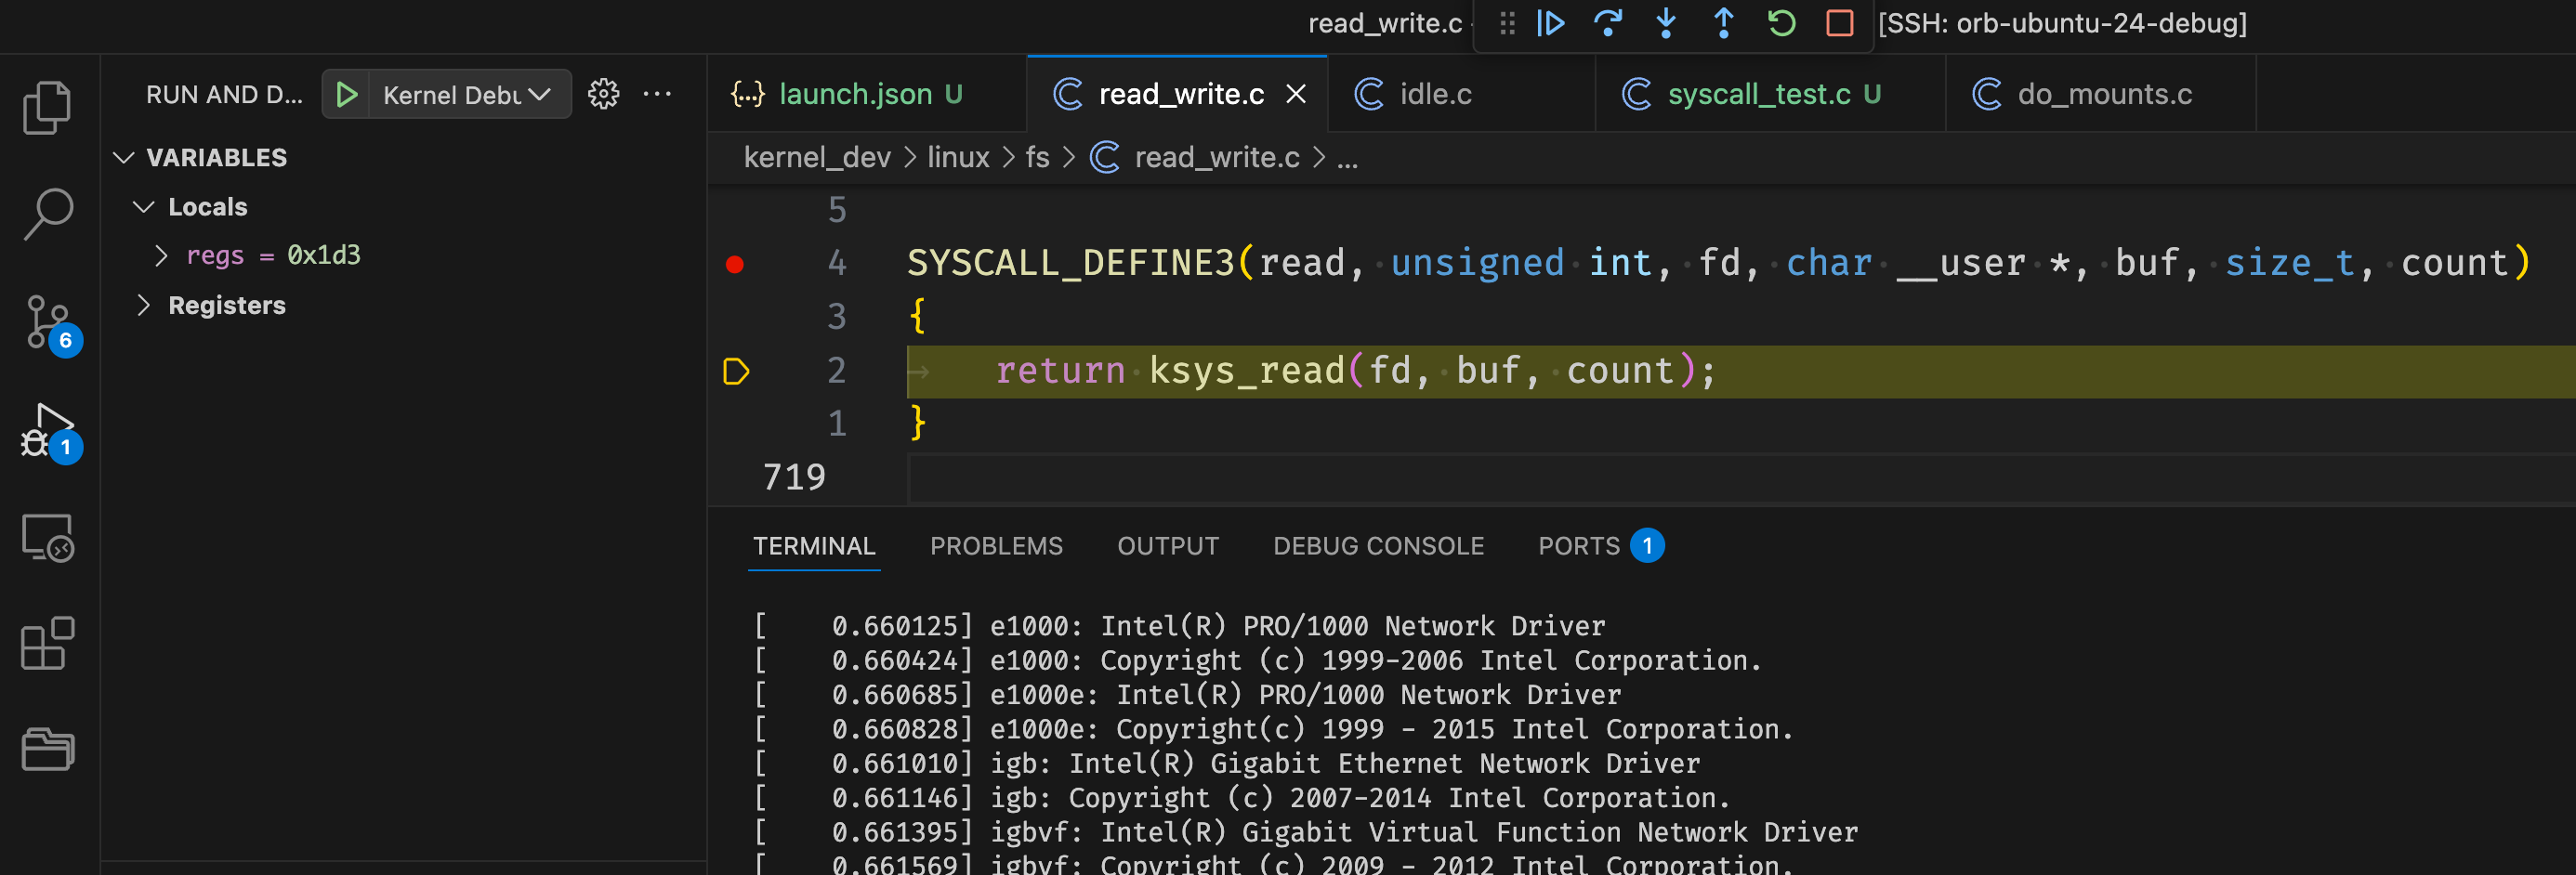 read_write.c - [SSH: orb-ubuntu-24-debug]
RUN AND D... Kernel Debu ...
launch.json U read_write.c idle.c syscall_test.c U do_mounts.c
VARIABLES
kernel_dev > linux > fs > read_write.c > ...
Locals
5
regs = 0x1d3
4 SYSCALL_DEFINE3(read, unsigned int, fd, char __user *, buf, size_t, count)
Registers
3 {
6
2 return ksys_read(fd, buf, count);
1 }
1
719
TERMINAL PROBLEMS OUTPUT DEBUG CONSOLE PORTS 1
[ 0.660125] e1000: Intel(R) PRO/1000 Network Driver
[ 0.660424] e1000: Copyright (c) 1999-2006 Intel Corporation.
[ 0.660685] e1000e: Intel(R) PRO/1000 Network Driver
[ 0.660828] e1000e: Copyright(c) 1999 - 2015 Intel Corporation.
[ 0.661010] igb: Intel(R) Gigabit Ethernet Network Driver
[ 0.661146] igb: Copyright (c) 2007-2014 Intel Corporation.
[ 0.661395] igbvf: Intel(R) Gigabit Virtual Function Network Driver
[ 0.661569] igbvf: Copyright (c) 2009 - 2012 Intel Corporation.